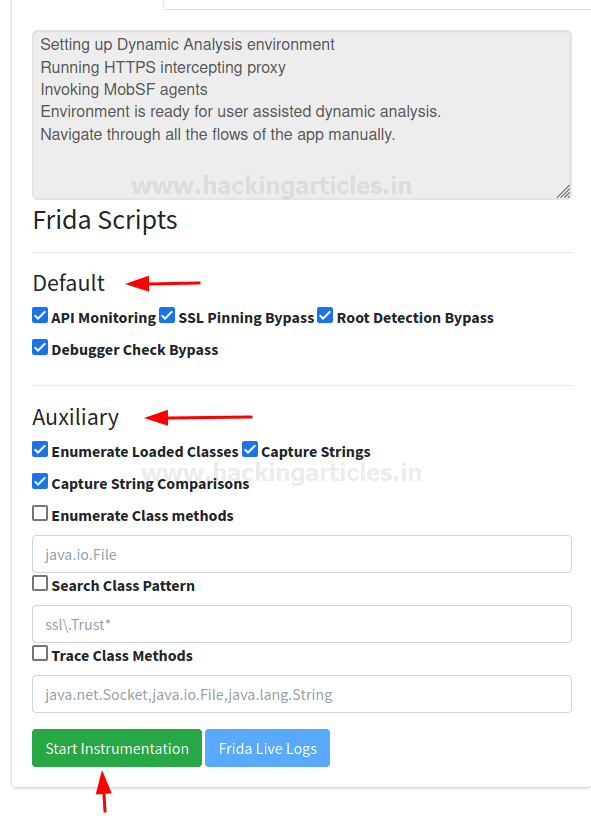 Setting up Dynamic Analysis environment
Running HTTPS intercepting proxy
Invoking MobSF agents
Environment is ready for user assisted dynamic analysis.
Navigate through all the flows of the app manually.
www.hackingarticles.in
Frida Scripts
Default
API Monitoring SSL Pinning Bypass Root Detection Bypass
Debugger Check Bypass
Auxiliary
Enumerate Loaded Classes Capture Strings
www.hackingarticles.in
Capture String Comparisons
Enumerate Class methods
java.io.File
Search Class Pattern
ssl\.Trust*
Trace Class Methods
java.net.Socket,java.io.File,java.lang.String
Start Instrumentation Frida Live Logs